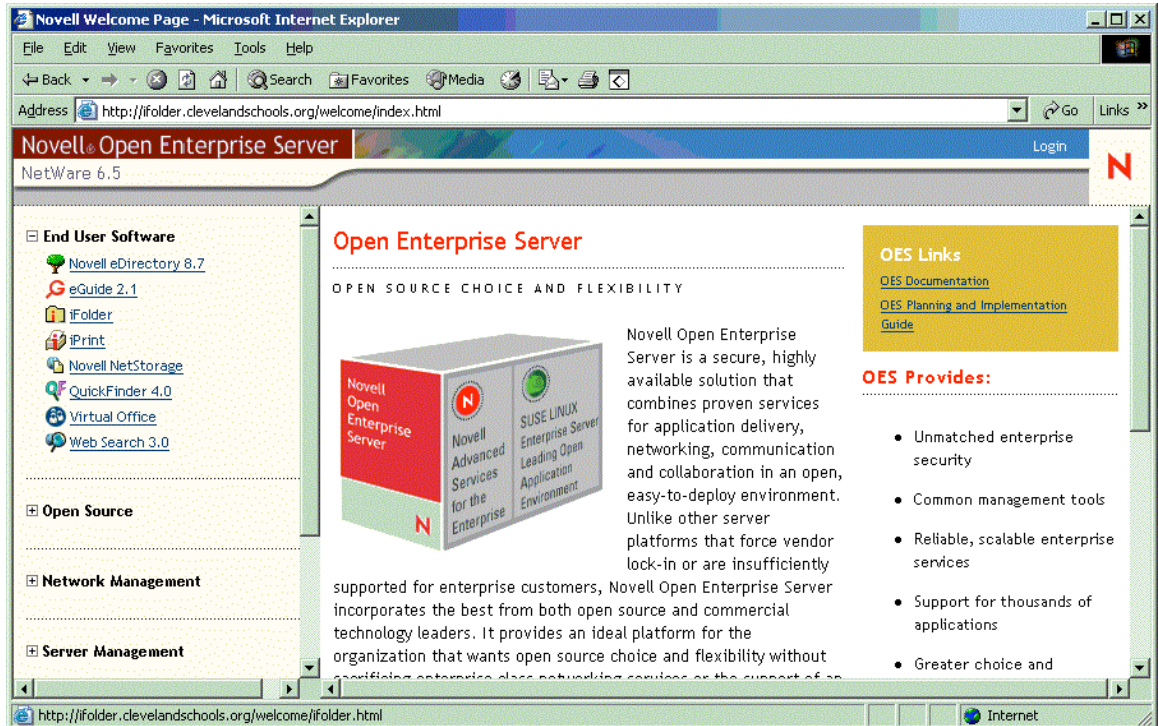 Novell Welcome Page - Microsoft Internet Explorer
File Edit View Favorites Tools Help
Back Search Favorites Media
Address http://ifolder.clevelandschools.org/welcome/index.html Go Links »
Novell® Open Enterprise Server Login
NetWare 6.5
N
End User Software
Novell eDirectory 8.7
eGuide 2.1
iFolder
iPrint
Novell NetStorage
QuickFinder 4.0
Virtual Office
Web Search 3.0
Open Source
Network Management
Server Management
Open Enterprise Server
OPEN SOURCE CHOICE AND FLEXIBILITY
Novell
Open
Enterprise
Server
N
N
Novell
Advanced
Services
for the
Enterprise
SUSE LINUX
Enterprise Server
Leading Open
Application
Environment
Novell Open Enterprise
Server is a secure, highly
available solution that
combines proven services
for application delivery,
networking, communication
and collaboration in an open,
easy-to-deploy environment.
Unlike other server
platforms that force vendor
lock-in or are insufficiently
supported for enterprise customers, Novell Open Enterprise Server
incorporates the best from both open source and commercial
technology leaders. It provides an ideal platform for the
organization that wants open source choice and flexibility without
sacrificing enterprise class networking services or the support of an
OES Links
OES Documentation
OES Planning and Implementation
Guide
OES Provides:
• Unmatched enterprise
security
• Common management tools
• Reliable, scalable enterprise
services
• Support for thousands of
applications
• Greater choice and
http://ifolder.clevelandschools.org/welcome/ifolder.html Internet